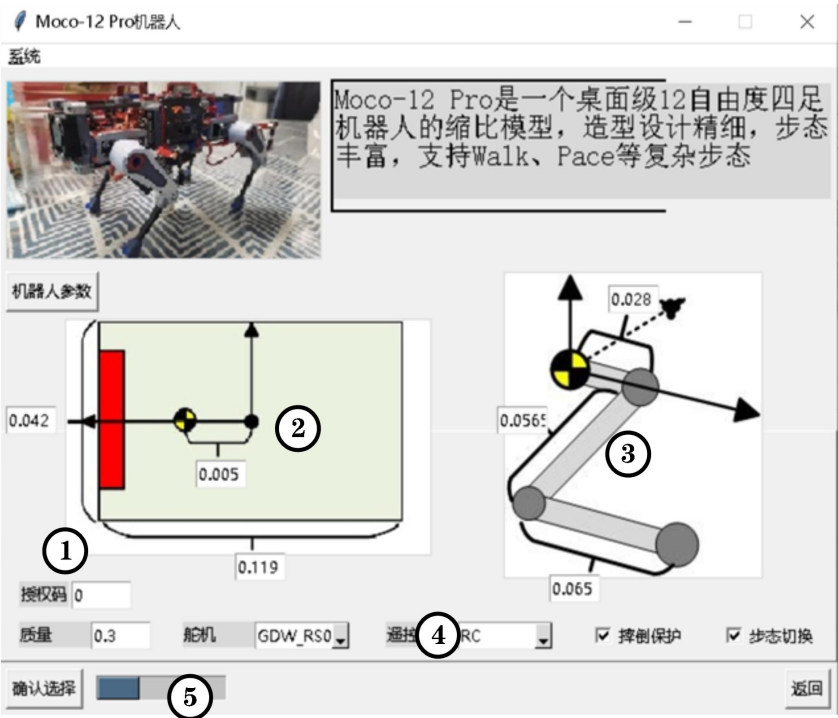 Moco-12 Pro机器人
系统
Moco-12 Pro是一个桌面级12自由度四足
机器人的缩比模型，造型设计精细，步态
丰富，支持Walk、Pace等复杂步态
机器人参数
0.028
0.042
2
0.0565
3
0.005
1
0.119
0.065
授权码 0
质量 0.3 舵机 GDW_RS0 遥控 4 RC 摔倒保护 步态切换
确认选择 5 返回